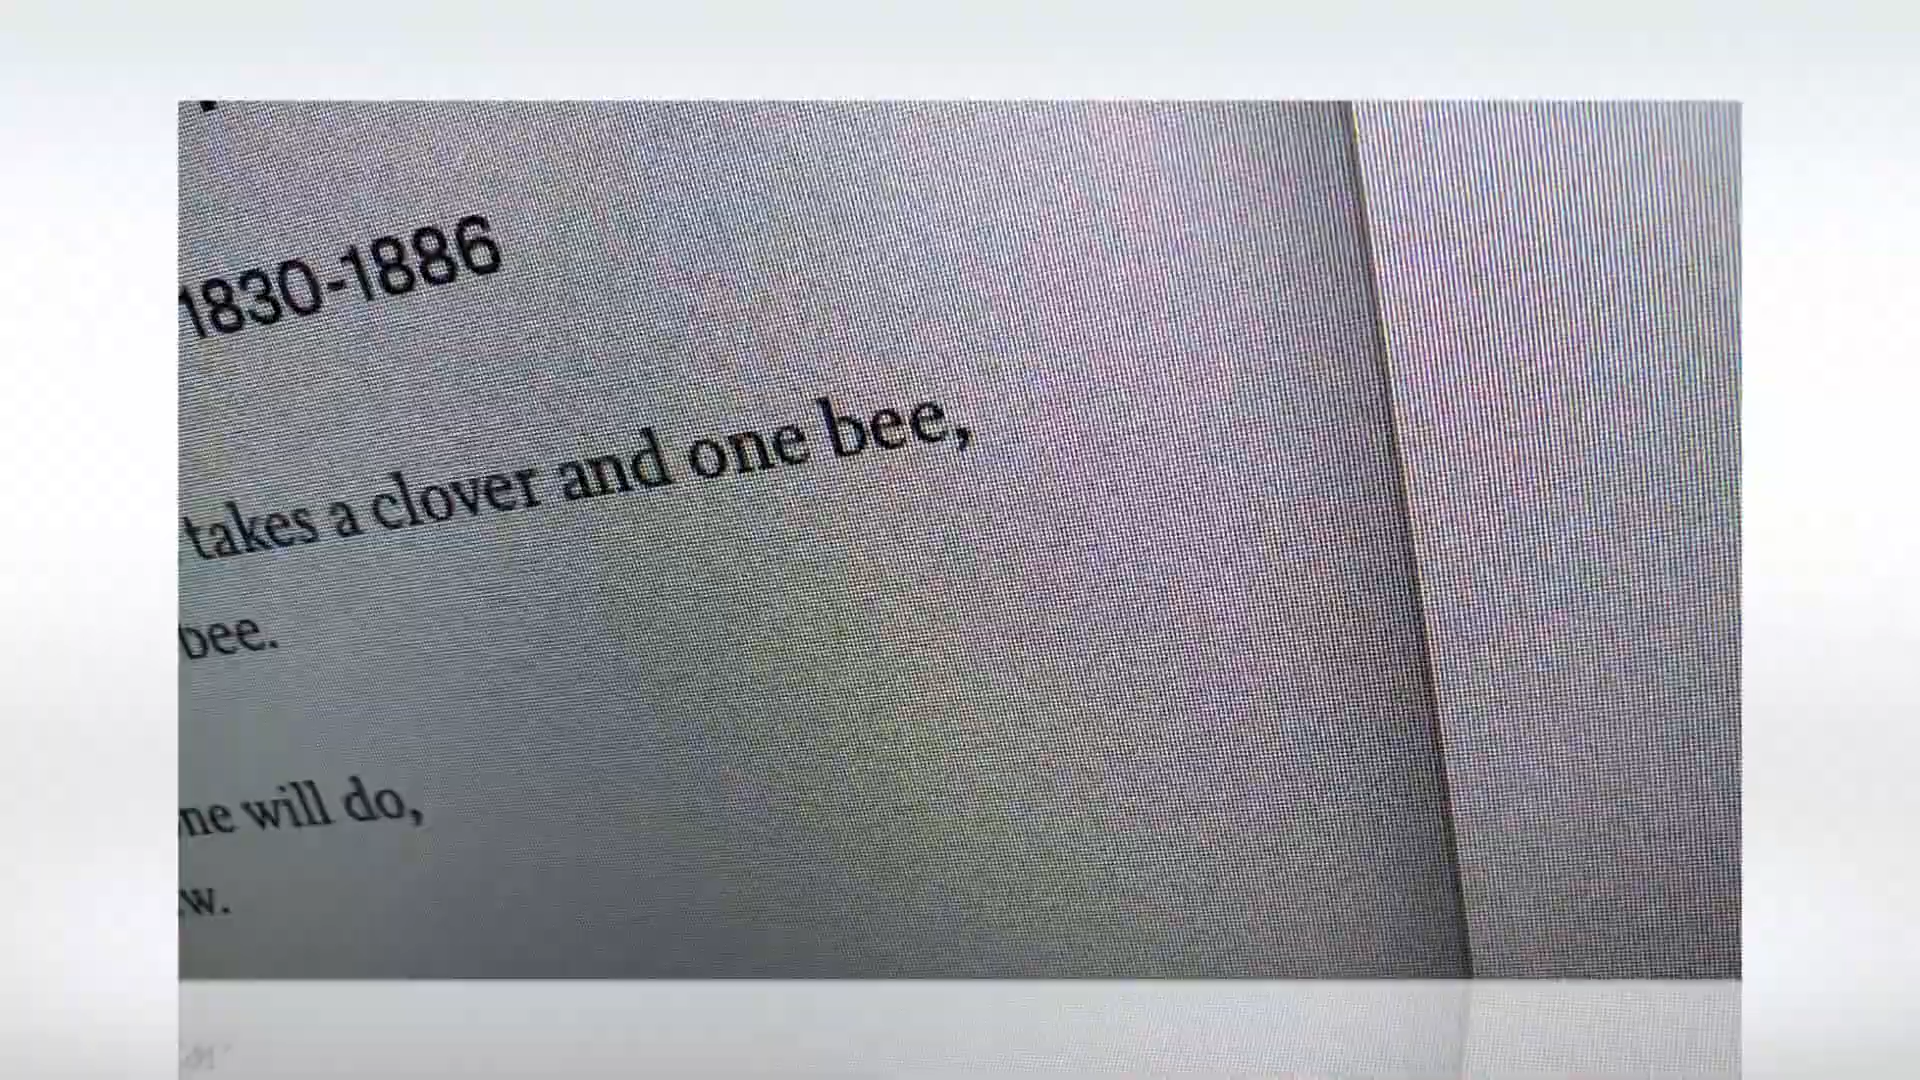 1830-1886
takes a clover and one bee,
bee.
ne will do,
w.